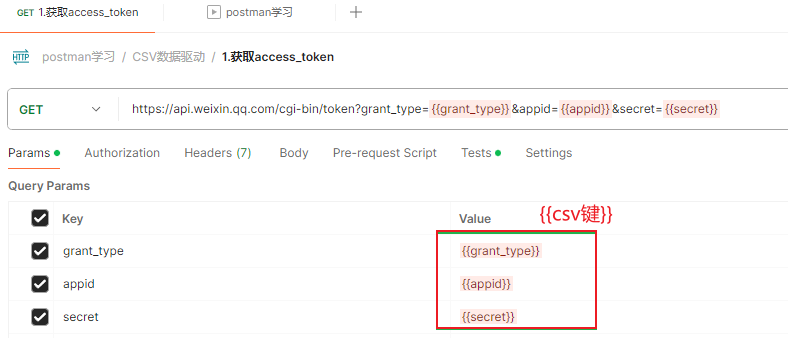 GET 1.获取access_token
postman学习
HTTP postman学习 / CSV数据驱动 / 1.获取access_token
GET https://api.weixin.qq.com/cgi-bin/token?grant_type={{grant_type}}&appid={{appid}}&secret={{secret}}
Params Authorization Headers (7) Body Pre-request Script Tests Settings
Query Params
{{csv键}}
Key Value
grant_type {{grant_type}}
appid {{appid}}
secret {{secret}}